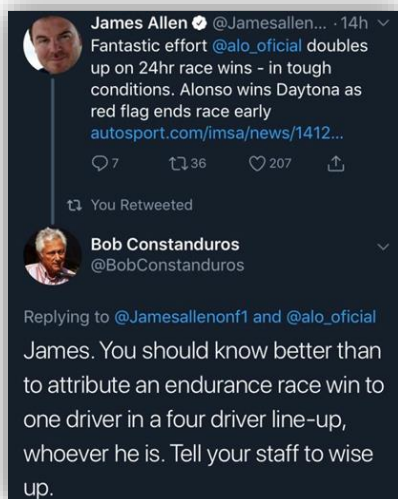 James Allen @Jamesallen... · 14h
Fantastic effort @alo_oficial doubles
up on 24hr race wins - in tough
conditions. Alonso wins Daytona as
red flag ends race early
autosport.com/imsa/news/1412...
7 36 207
You Retweeted
Bob Constanduros
@BobConstanduros
Replying to @Jamesallenonf1 and @alo_oficial
James. You should know better than
to attribute an endurance race win to
one driver in a four driver line-up,
whoever he is. Tell your staff to wise
up.